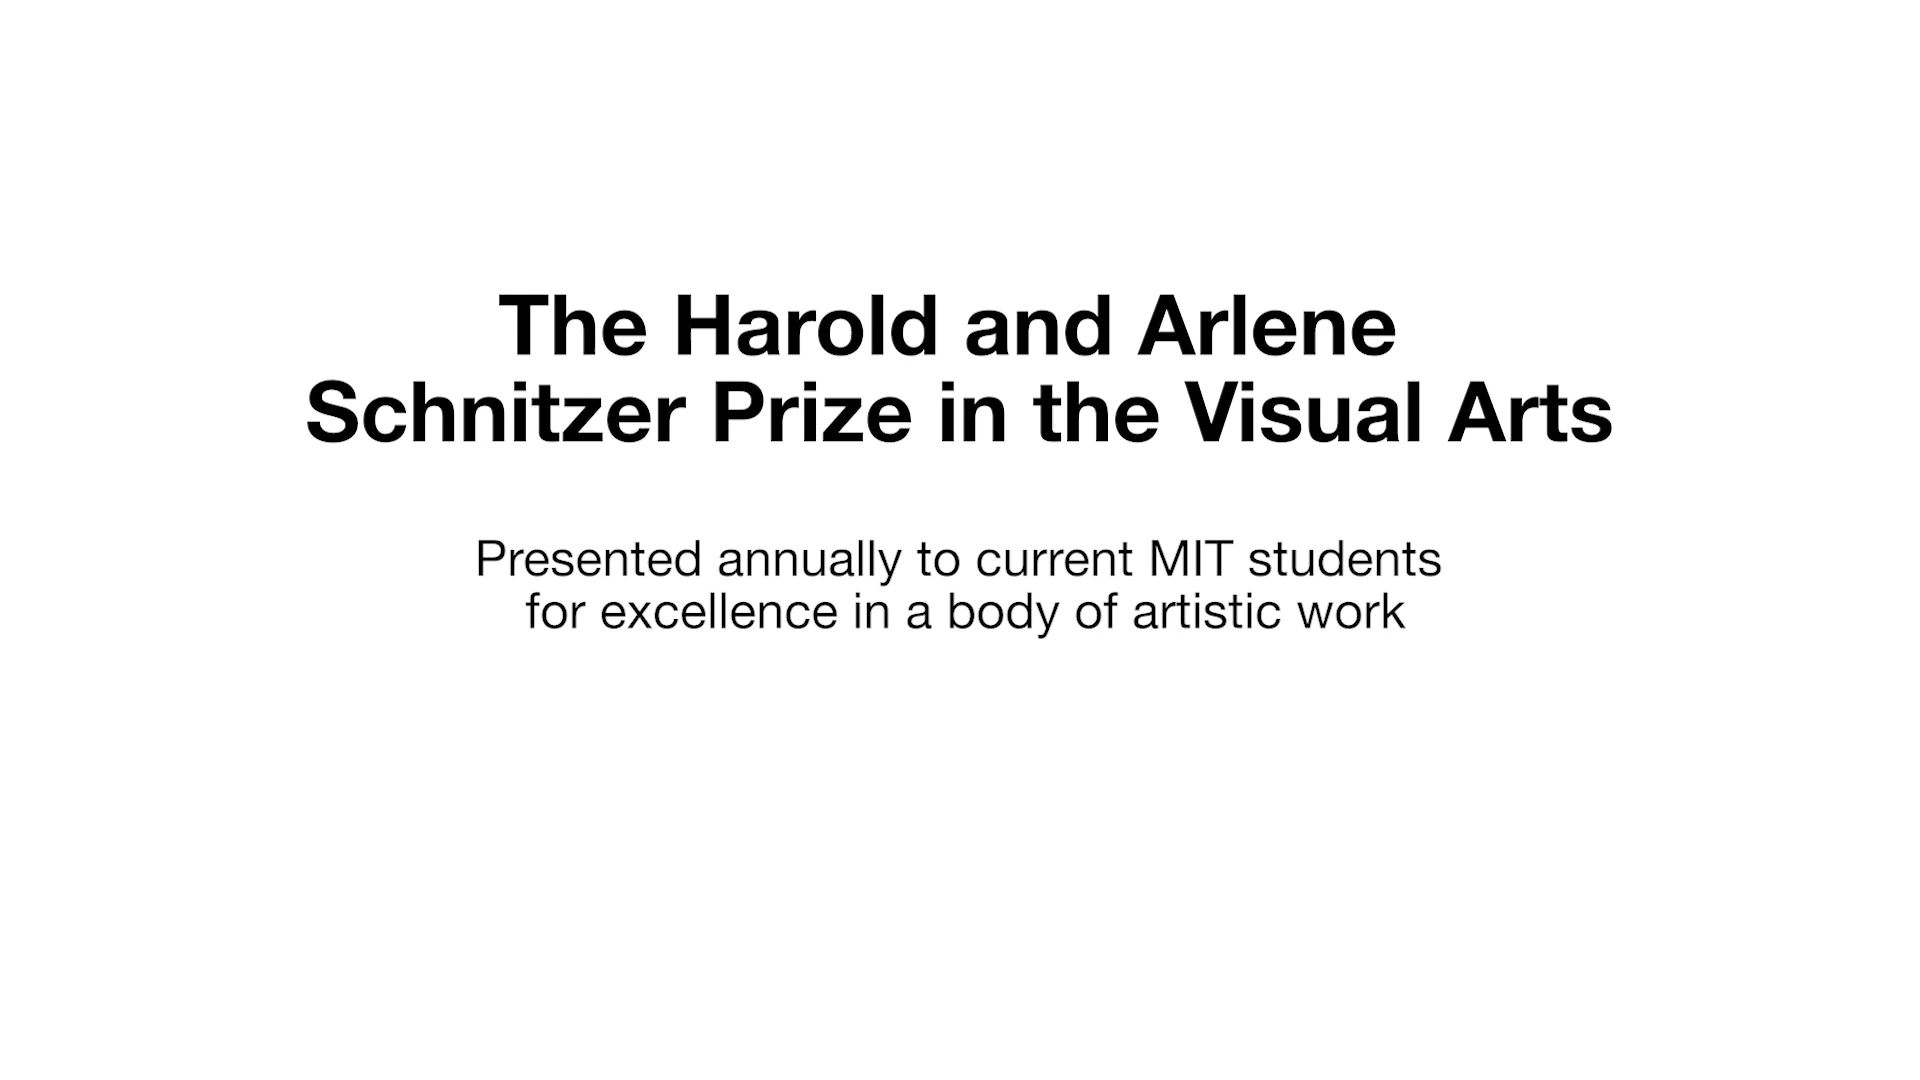 The Harold and Arlene
Schnitzer Prize in the Visual Arts
Presented annually to current MIT students
for excellence in a body of artistic work